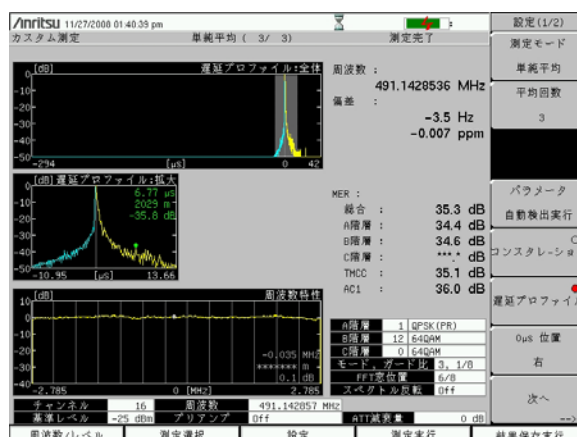 Anritsu 11/27/2008 01:40:39 pm
設定(1/2)
カスタム測定 単純平均( 3/ 3) 測定完了
測定モード
単純平均
平均回数
3
パラメータ
自動検出実行
コンスタレーショ
遅延プロファイル
0μs 位置
右
次へ
-->
[dB] 遅延プロファイル:全体
0
-10
-20
-30
-40
-50
-294 [μs] 0 42
周波数 :
491.1428536 MHz
偏差 :
-3.5 Hz
-0.007 ppm
[dB] 遅延プロファイル:拡大
0
-10
-20
-30
-40
-50
6.77 μs
2029 m
-35.8 dB
-10.95 [μs] 13.66
MER :
総合 : 35.3 dB
A階層 : 34.4 dB
B階層 : 34.6 dB
C階層 : ***.* dB
TMCC : 35.1 dB
AC1 : 36.0 dB
[dB] 周波数特性
10
0
-10
-20
-30
-40
-0.035 MHz
******* m
0.1 dB
-2.785 0 [MHz] 2.785
A階層 1 QPSK(PR)
B階層 12 64QAM
C階層 0 64QAM
モード、ガード比 3, 1/8
FFT窓位置 6/8
スペクトル反転 Off
チャンネル 16 周波数 491.142857 MHz
基準レベル -25 dBm プリアンプ Off ATT減衰量 0 dB
周波数/レベル 測定選択 設定 測定実行 結果保存実行